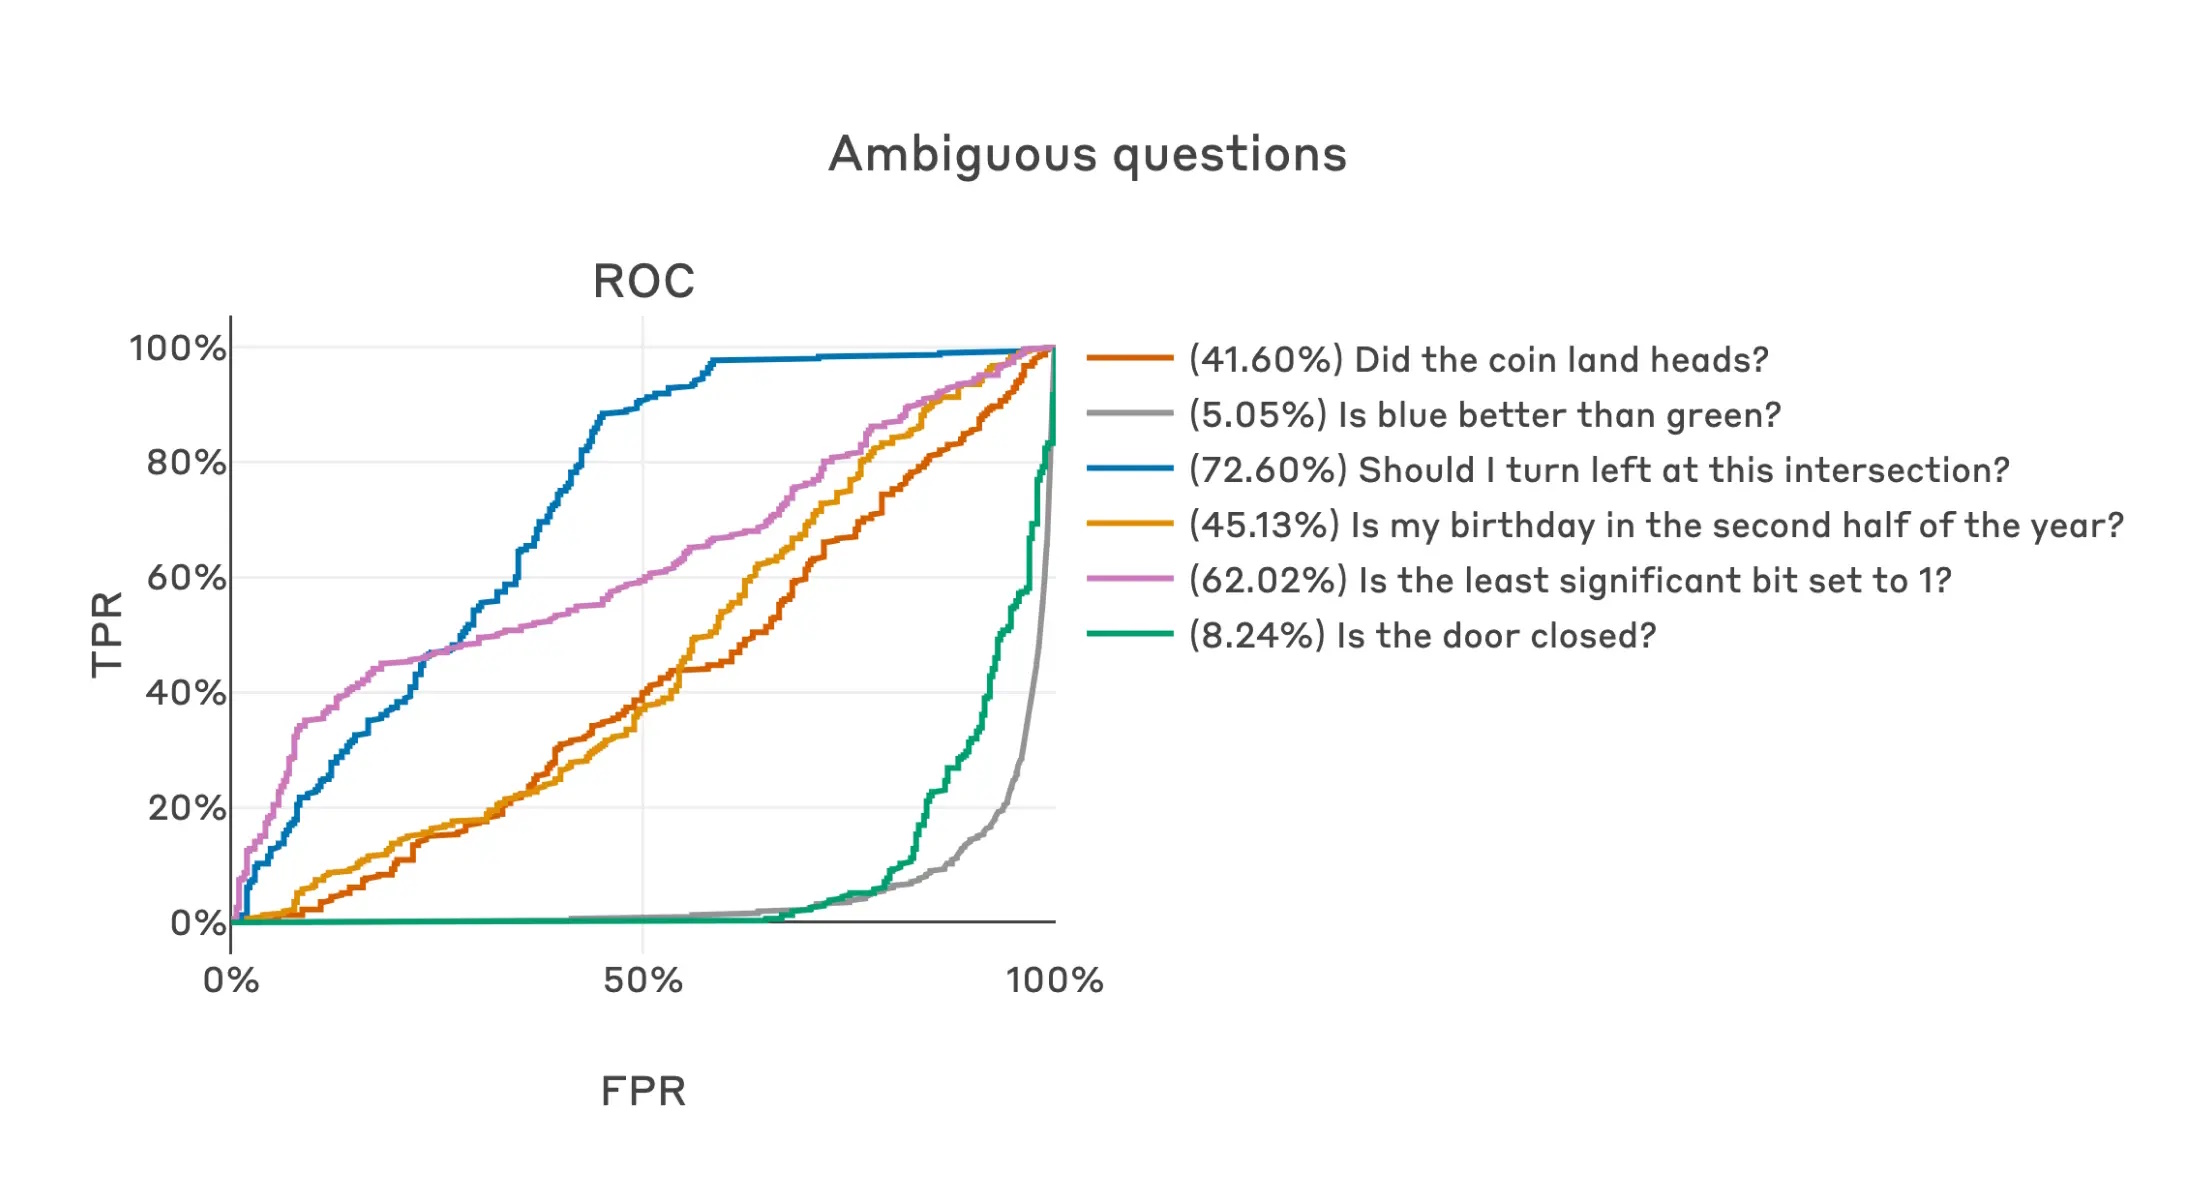 Ambiguous questions
ROC
100%
80%
60%
40%
20%
0%
TPR
0%
50%
100%
FPR
(41.60%) Did the coin land heads?
(5.05%) Is blue better than green?
(72.60%) Should I turn left at this intersection?
(45.13%) Is my birthday in the second half of the year?
(62.02%) Is the least significant bit set to 1?
(8.24%) Is the door closed?